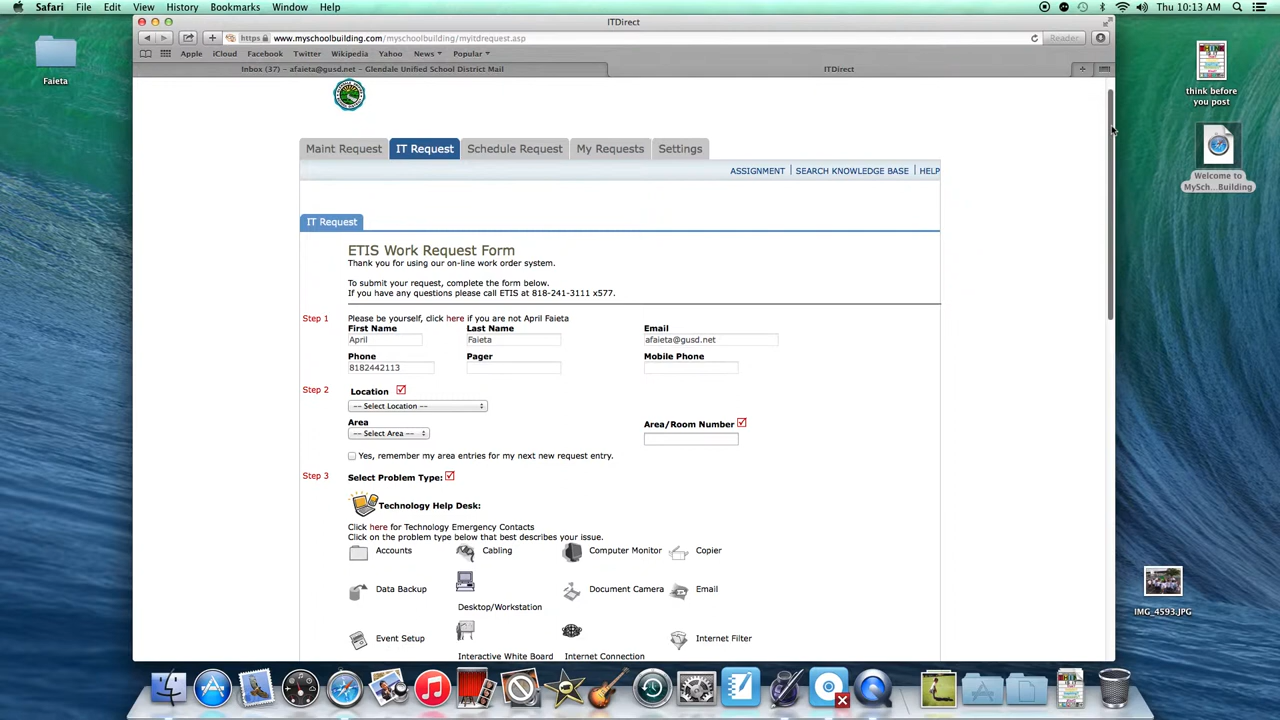 Safari File Edit View History Bookmarks Window Help Thu 10:13 AM
ITDirect
https www.myschoolbuilding.com/myschoolbuilding/myitdrequest.asp Reader
Apple iCloud Facebook Twitter Wikipedia Yahoo News Popular
Inbox (37) – afaieta@gusd.net – Glendale Unified School District Mail ITDirect
Faieta
think before
you post
Welcome to
MySch...Building
IMG_4593.JPG
Maint Request IT Request Schedule Request My Requests Settings
ASSIGNMENT | SEARCH KNOWLEDGE BASE | HELP
IT Request
ETIS Work Request Form
Thank you for using our on-line work order system.
To submit your request, complete the form below.
If you have any questions please call ETIS at 818-241-3111 x577.
Step 1 Please be yourself, click here if you are not April Faieta
First Name Last Name Email
April Faieta afaieta@gusd.net
Phone Pager Mobile Phone
8182442113
Step 2 Location
-- Select Location --
Area Area/Room Number
-- Select Area --
Yes, remember my area entries for my next new request entry.
Step 3 Select Problem Type:
Technology Help Desk:
Click here for Technology Emergency Contacts
Click on the problem type below that best describes your issue.
Accounts Cabling Computer Monitor Copier
Data Backup Desktop/Workstation Document Camera Email
Event Setup Interactive White Board Internet Connection Internet Filter